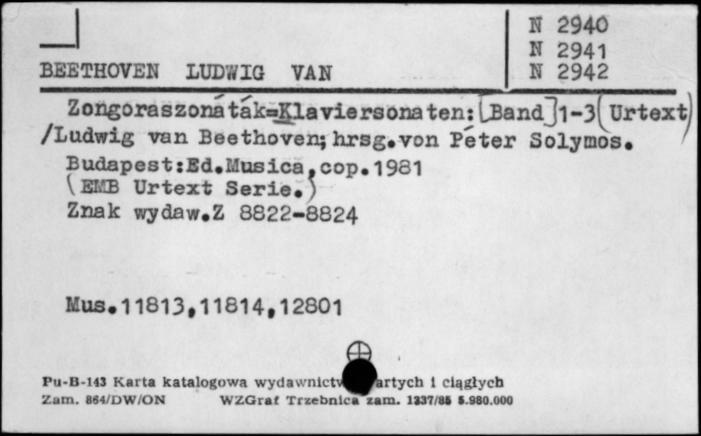 N 2940
N 2941
BEETHOVEN LUDWIG VAN N 2942
Zongoraszonáták=Klaviersonaten:[Band]1-3(Urtext)
/Ludwig van Beethoven;hrsg.von Péter Solymos.
Budapest:Ed.Musica,cop.1981
(EMB Urtext Serie.)
Znak wydaw.Z 8822-8824
Mus.11813,11814,12801
Pu-B-143 Karta katalogowa wydawnictw artych i ciągłych
Zam. 864/DW/ON WZGraf Trzebnica zam. 1337/85 5.980.000